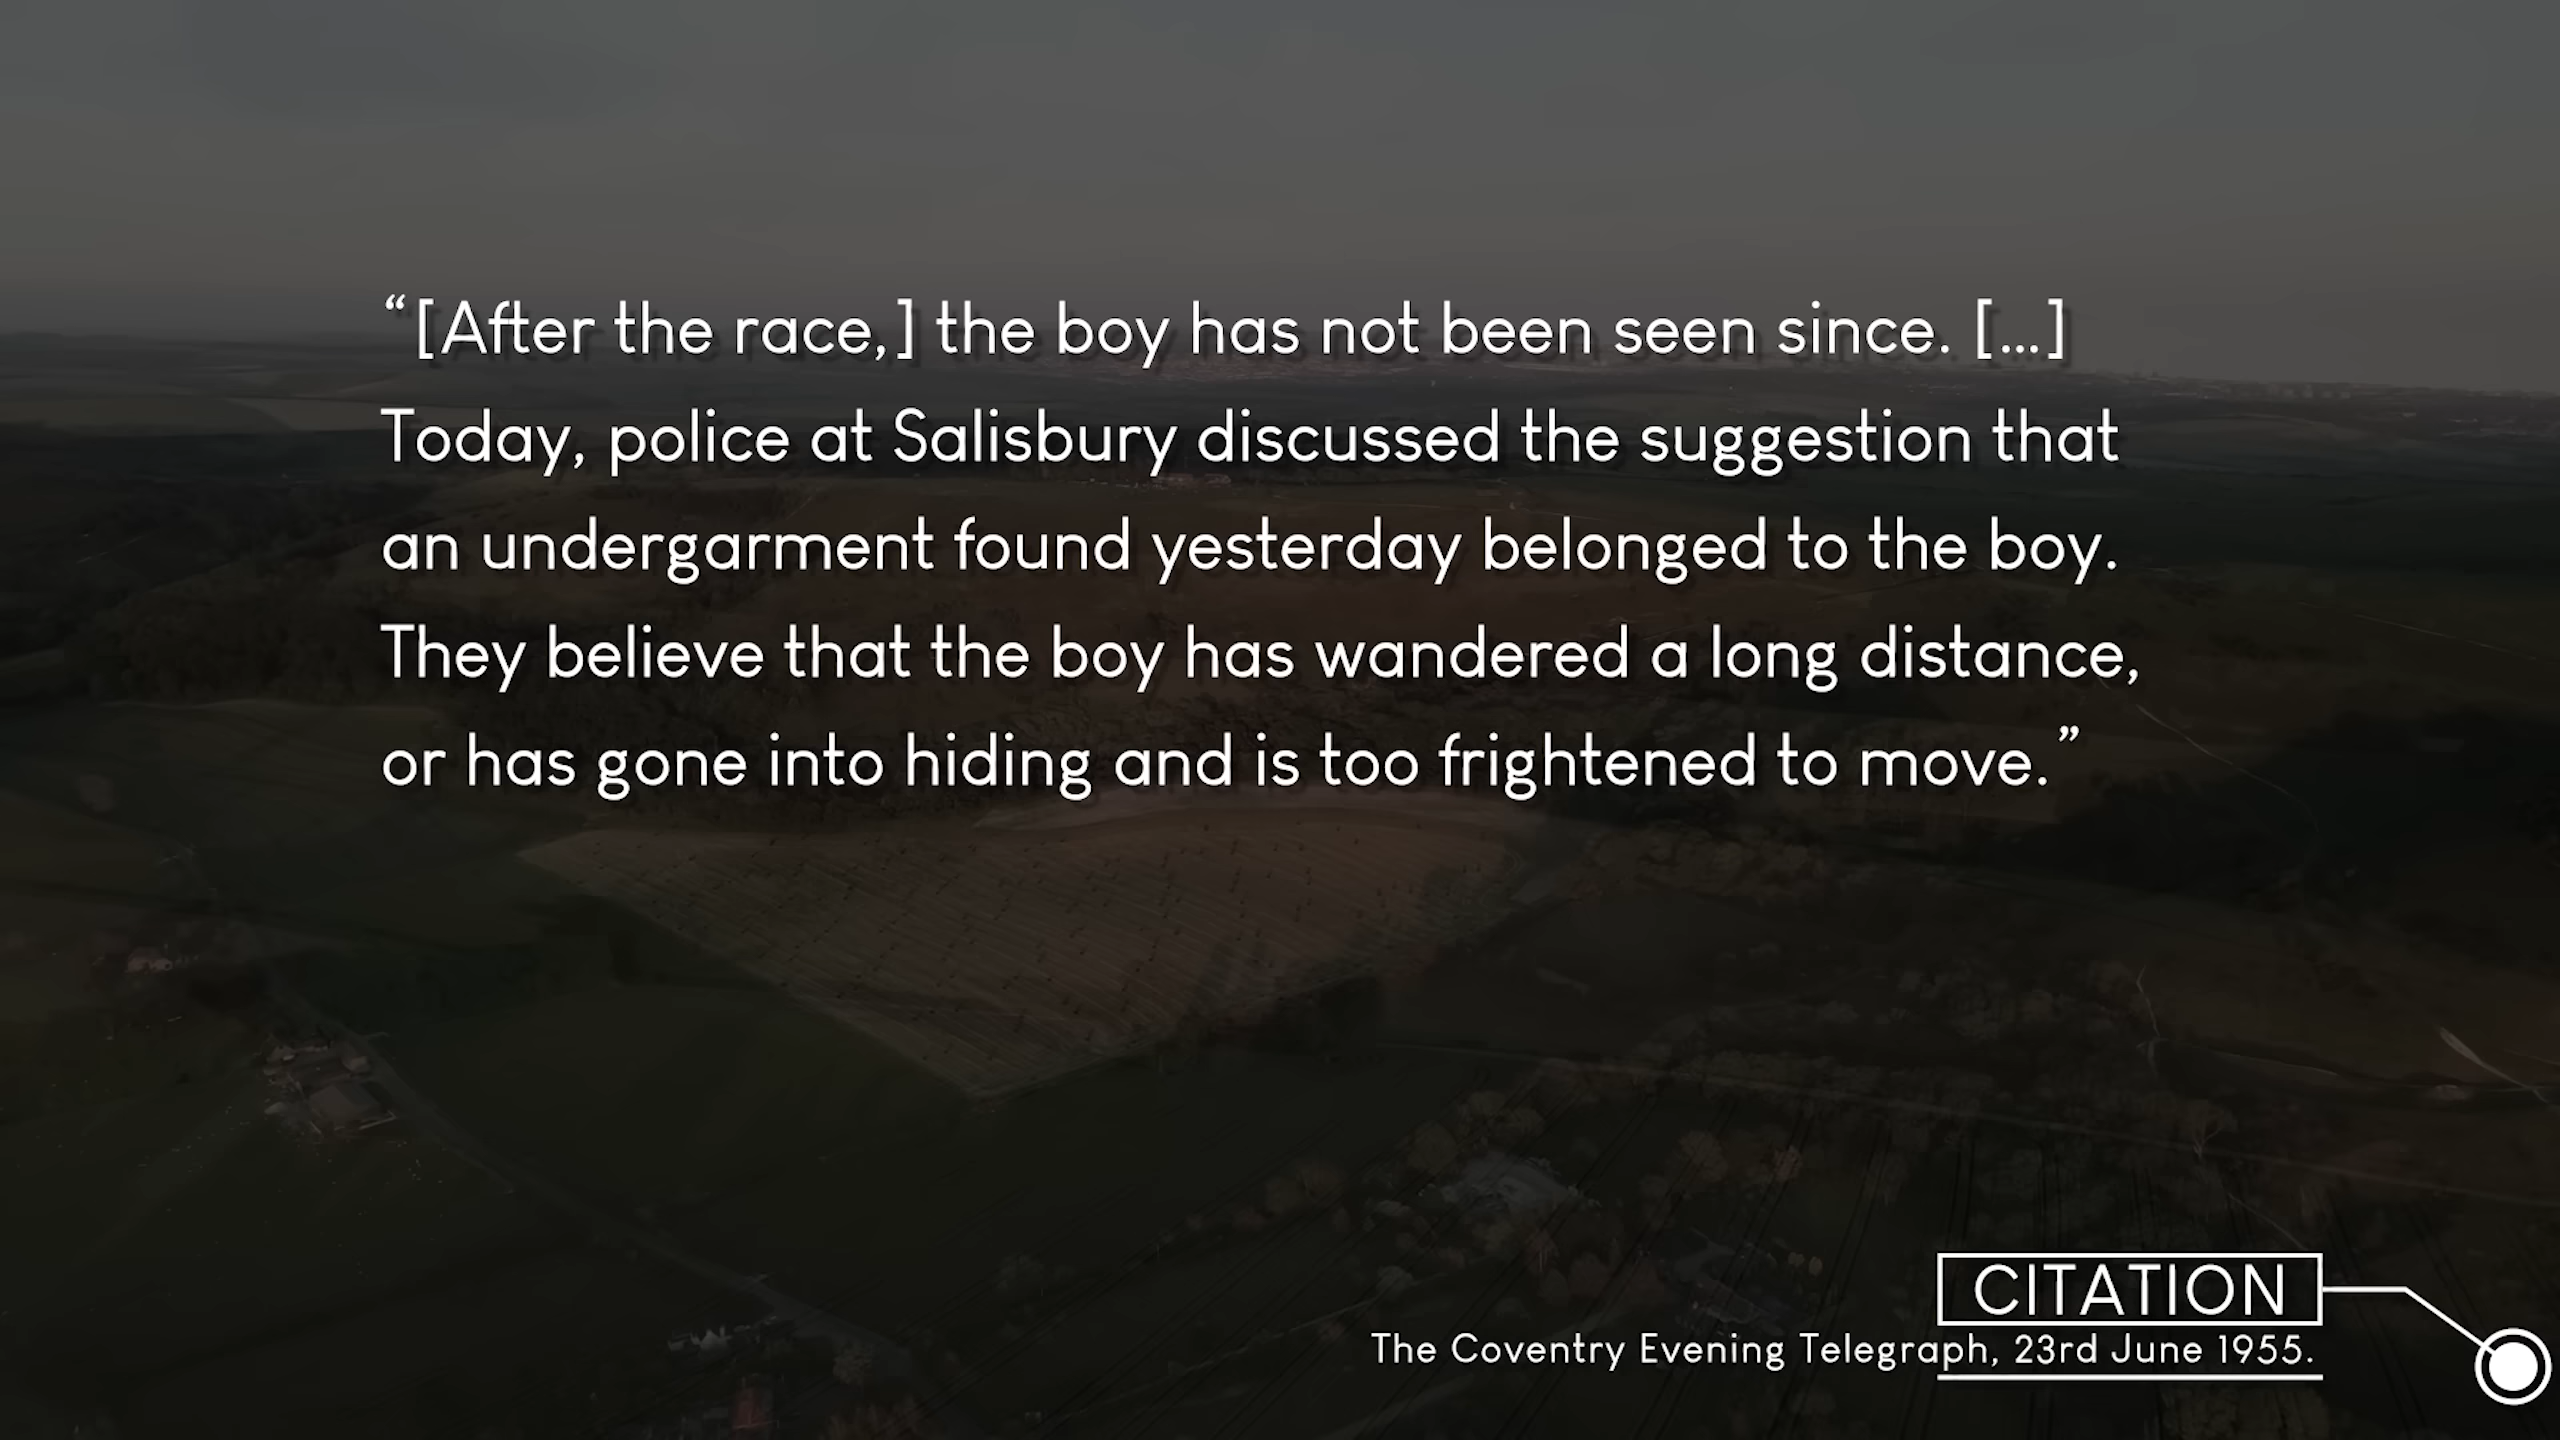 “[After the race,] the boy has not been seen since. [...]
Today, police at Salisbury discussed the suggestion that
an undergarment found yesterday belonged to the boy.
They believe that the boy has wandered a long distance,
or has gone into hiding and is too frightened to move.”
CITATION
The Coventry Evening Telegraph, 23rd June 1955.